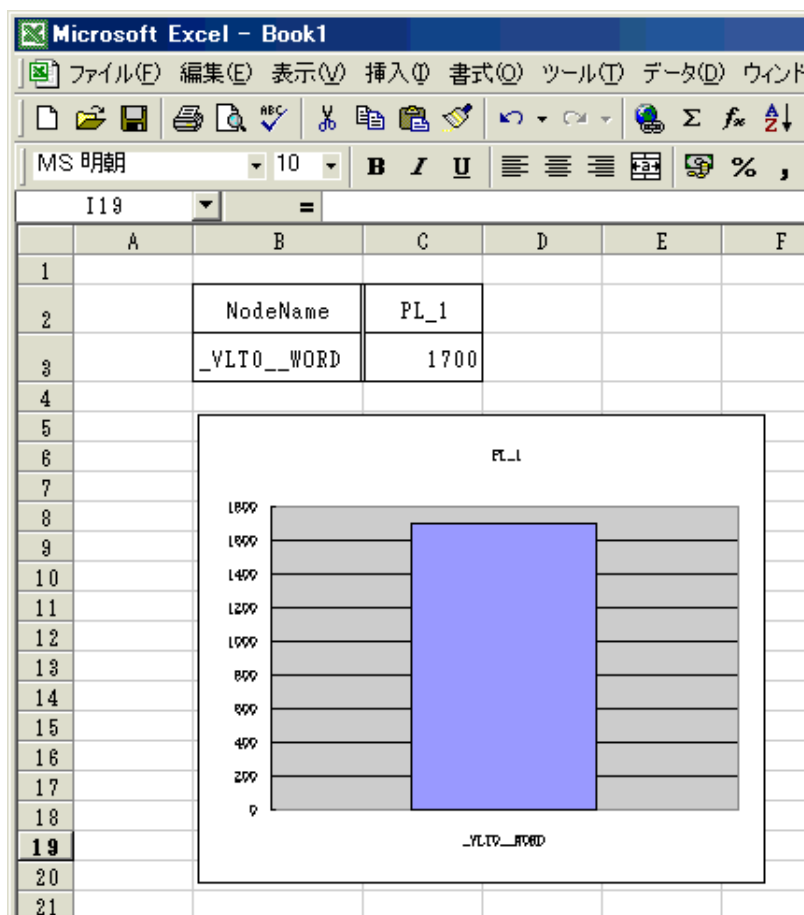 Microsoft Excel - Book1
ファイル(F) 編集(E) 表示(V) 挿入(I) 書式(O) ツール(T) データ(D) ウィンド
ABC Σ fx A Z
MS 明朝 10 B I U a % ,
I19 =
A B C D E F
1
2 NodeName PL_1
3 _VLT0__WORD 1700
4
5
6 PL_1
7
8 1800
9 1600
10 1400
11 1200
12 1000
13 800
14 600
15 400
16 200
17
18 0
19 _VLT0__WORD
20
21